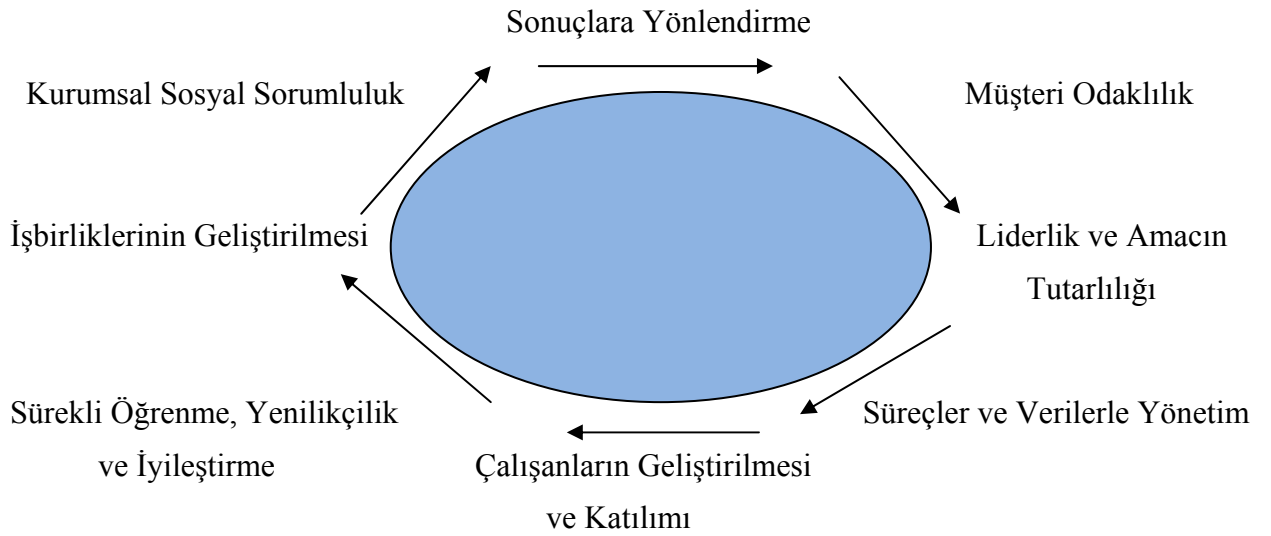 Sonuçlara Yönlendirme
Kurumsal Sosyal Sorumluluk
Müşteri Odaklılık
İşbirliklerinin Geliştirilmesi
Liderlik ve Amacın
Tutarlılığı
Sürekli Öğrenme, Yenilikçilik
ve İyileştirme
Süreçler ve Verilerle Yönetim
Çalışanların Geliştirilmesi
ve Katılımı